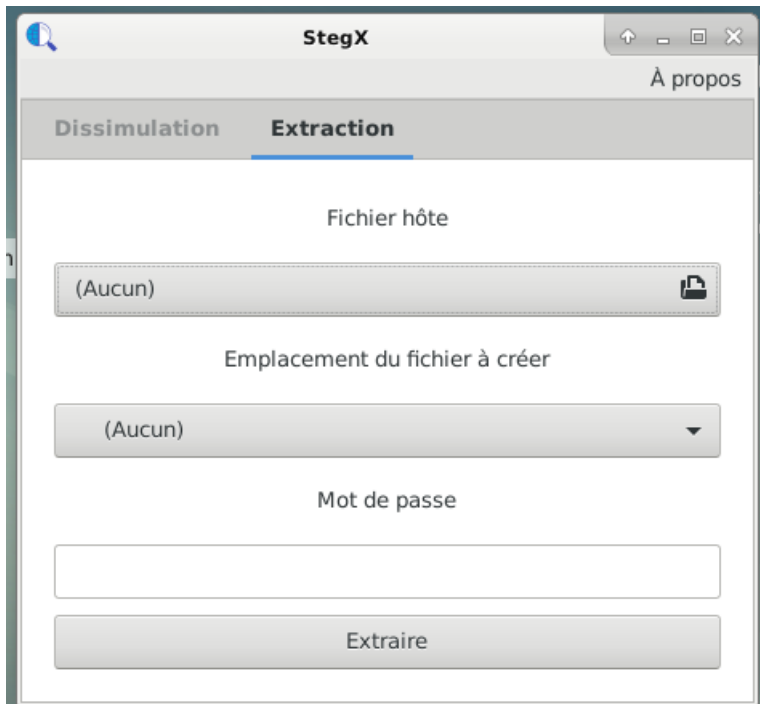 StegX
À propos
Dissimulation Extraction
Fichier hôte
(Aucun)
Emplacement du fichier à créer
(Aucun)
Mot de passe
Extraire